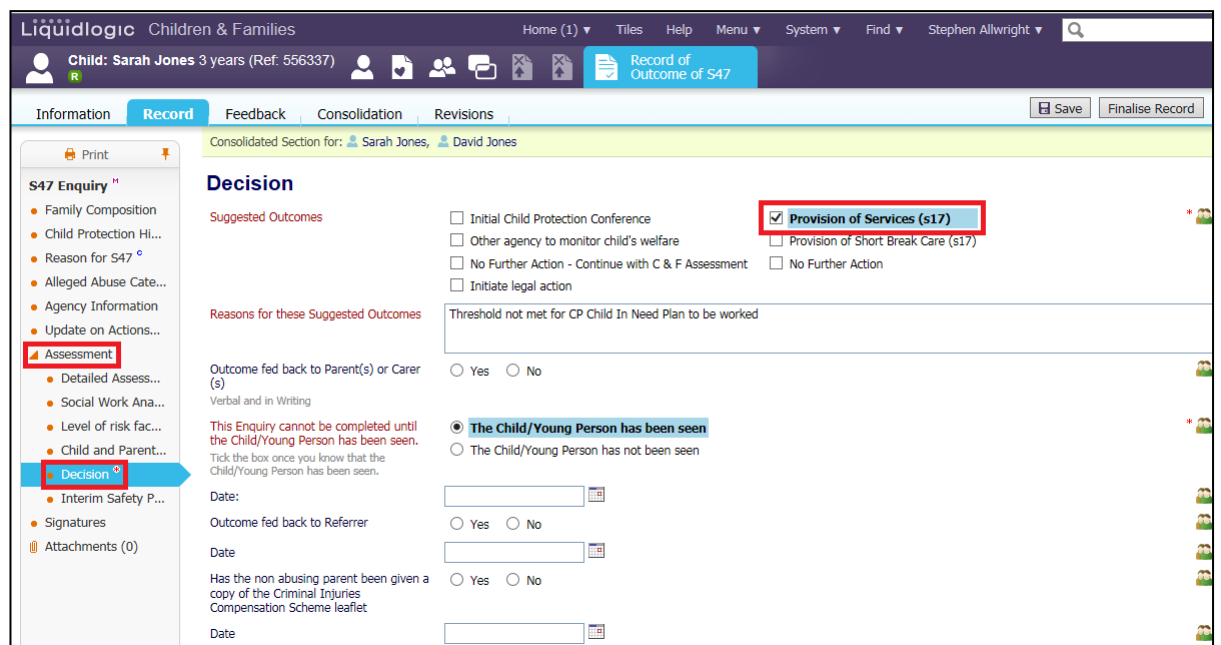 Liquidlogic Children & Families Home (1) ▾ Tiles Help Menu ▾ System ▾ Find ▾ Stephen Allwright ▾
Child: Sarah Jones 3 years (Ref: 556337)
R
Record of
Outcome of S47
Information Record Feedback Consolidation Revisions Save Finalise Record
Consolidated Section for: Sarah Jones, David Jones
Print
S47 Enquiry M
Family Composition
Child Protection Hi...
Reason for S47 C
Alleged Abuse Cate...
Agency Information
Update on Actions...
Assessment
Detailed Assess...
Social Work Ana...
Level of risk fac...
Child and Parent...
Decision *
Interim Safety P...
Signatures
Attachments (0)
Decision
Suggested Outcomes
Initial Child Protection Conference
Provision of Services (s17) *
Other agency to monitor child's welfare
Provision of Short Break Care (s17)
No Further Action - Continue with C & F Assessment
No Further Action
Initiate legal action
Reasons for these Suggested Outcomes
Threshold not met for CP Child In Need Plan to be worked
Outcome fed back to Parent(s) or Carer
(s)
Verbal and in Writing
Yes No
This Enquiry cannot be completed until
the Child/Young Person has been seen.
Tick the box once you know that the
Child/Young Person has been seen.
The Child/Young Person has been seen *
The Child/Young Person has not been seen
Date:
Outcome fed back to Referrer Yes No
Date
Has the non abusing parent been given a
copy of the Criminal Injuries
Compensation Scheme leaflet
Yes No
Date